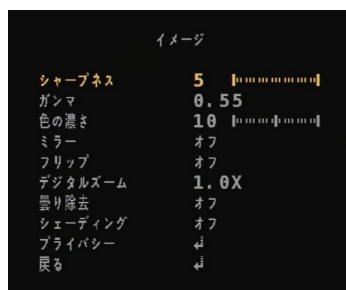 イメージ
シャープネス 5
ガンマ 0.55
色の濃さ 10
ミラー オフ
フリップ オフ
デジタルズーム 1.0X
曇り除去 オフ
シェーディング オフ
プライバシー ↲
戻る ↲